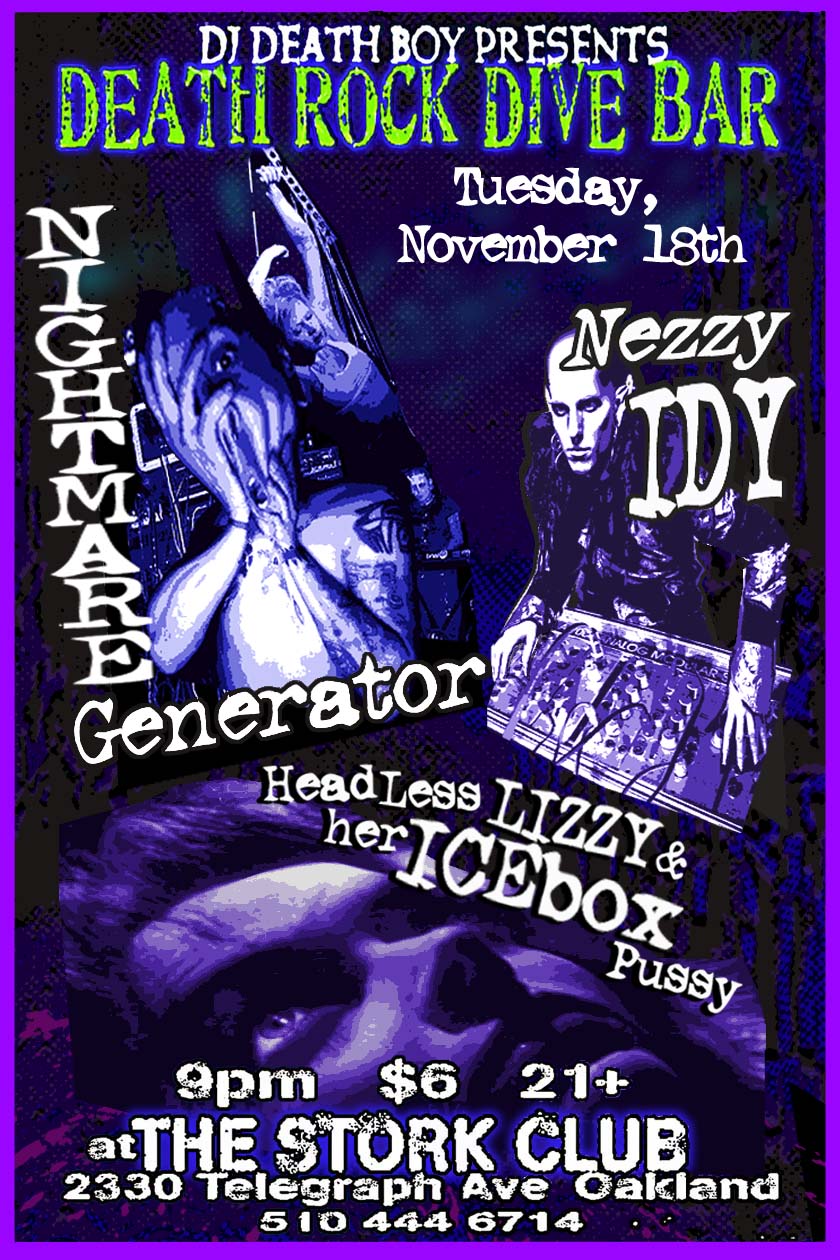 DJ DEATH BOY PRESENTS
DEATH ROCK DIVE BAR
Tuesday,
November 18th
NIGHTMARE
Generator
Nezzy
IDY
HeadLess LIZZY &
her ICEbox
Pussy
9pm $6 21+
at THE STORK CLUB
2330 Telegraph Ave Oakland
510 444 6714